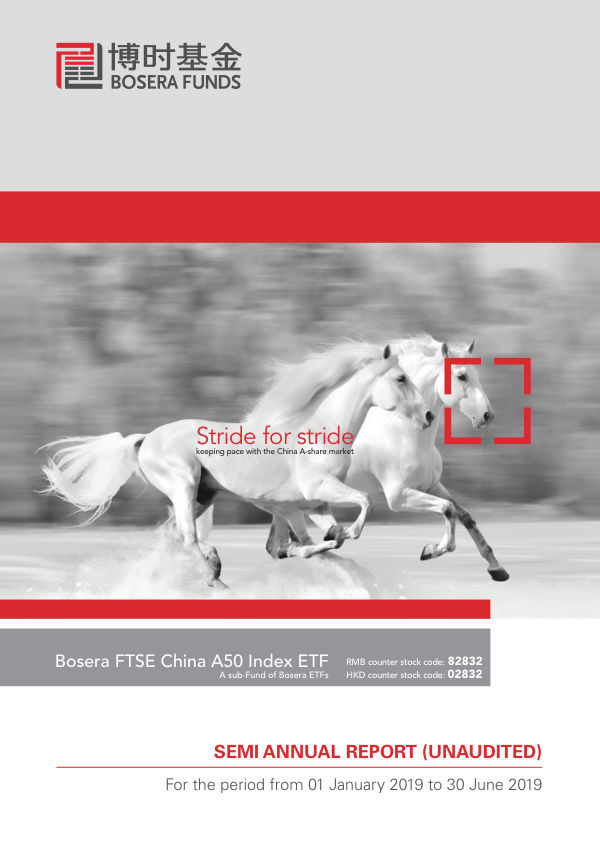 博时基金
BOSERA FUNDS
Stride for stride
keeping pace with the China A-share market
Bosera FTSE China A50 Index ETF
A sub-Fund of Bosera ETFs
RMB counter stock code: 82832
HKD counter stock code: 02832
SEMI ANNUAL REPORT (UNAUDITED)
For the period from 01 January 2019 to 30 June 2019